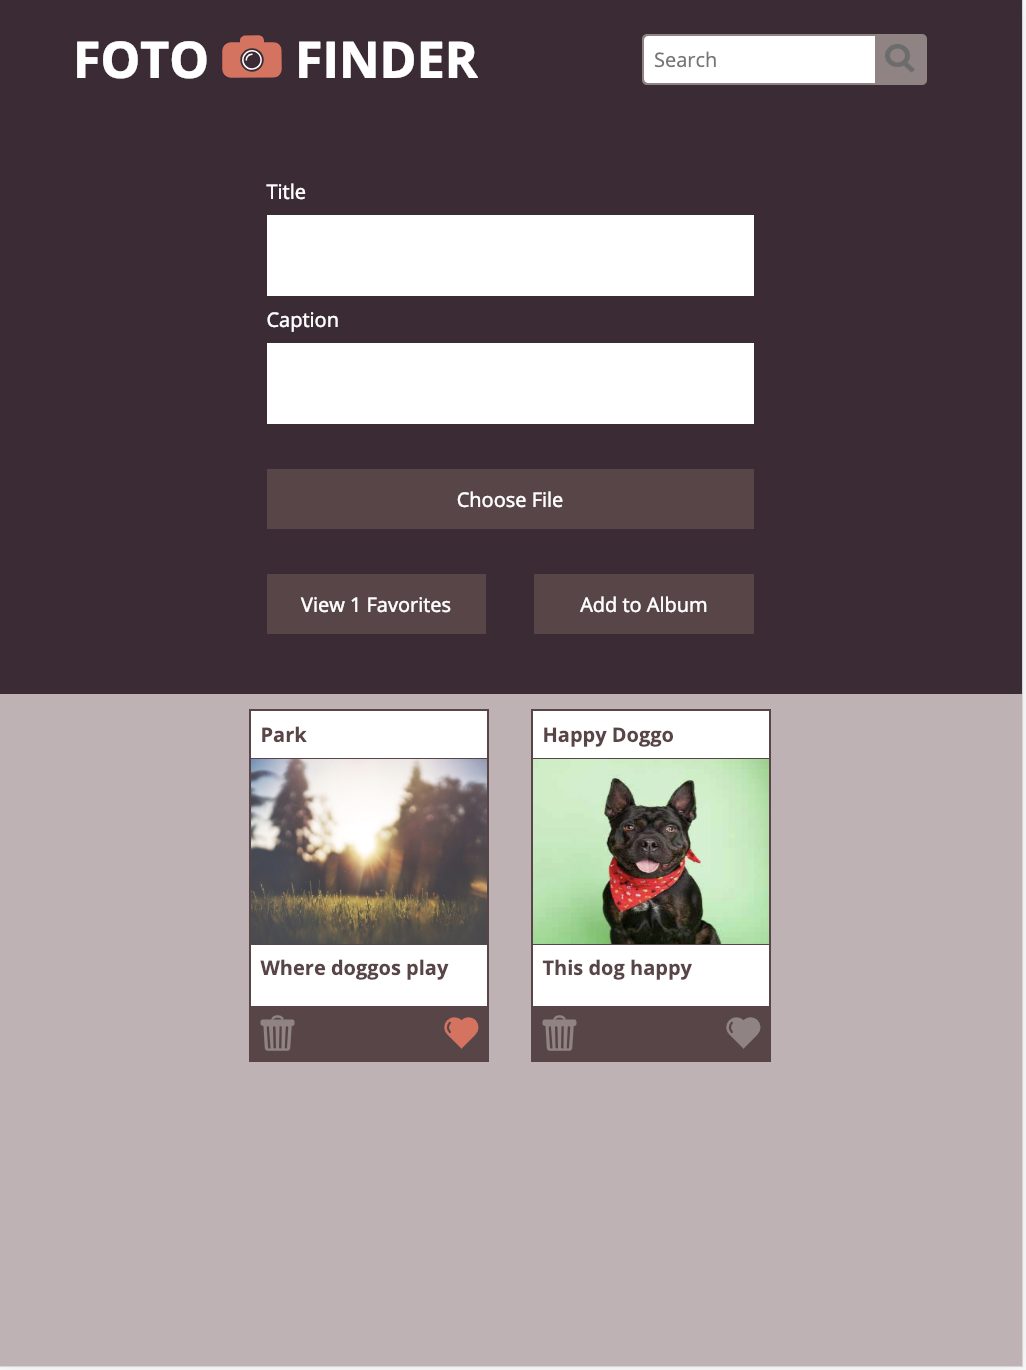 FOTO FINDER
Search
Title
Caption
Choose File
View 1 Favorites
Add to Album
Park
Where doggos play
Happy Doggo
This dog happy